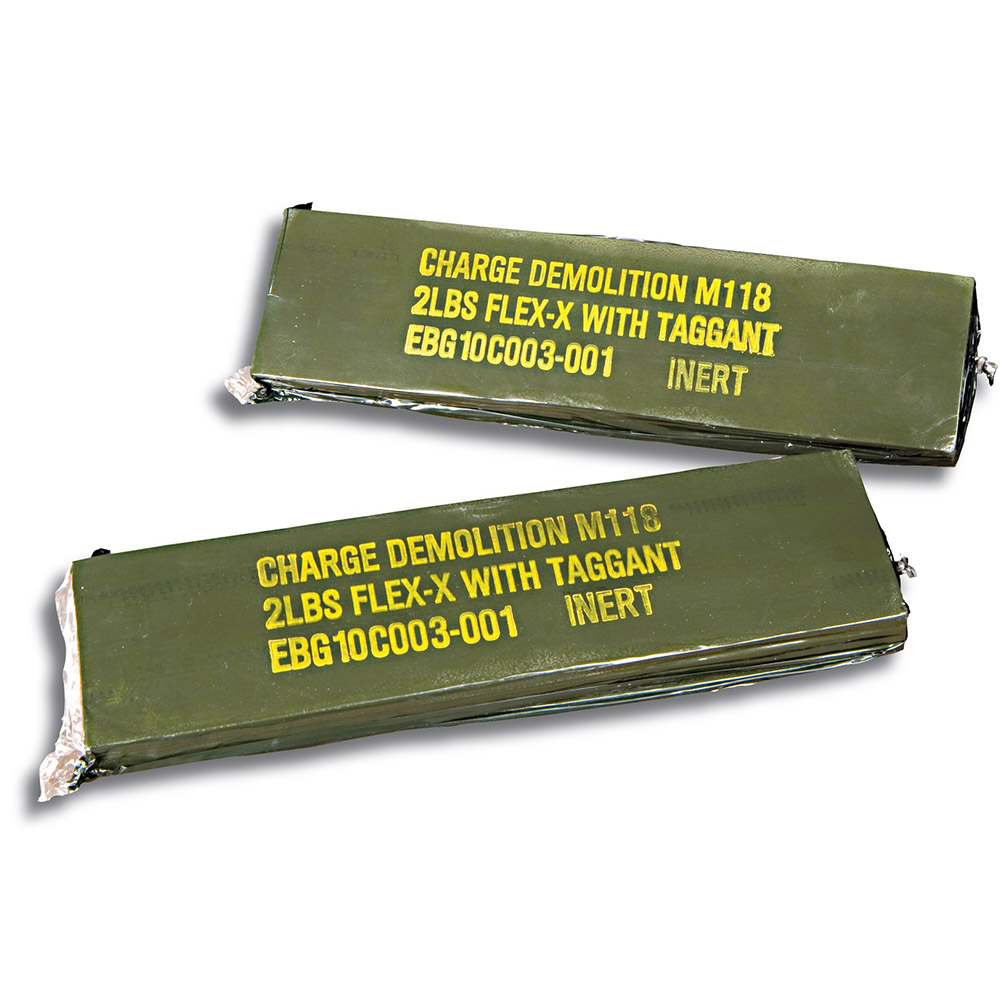 CHARGE DEMOLITION M118
2LBS FLEX-X WITH TAGGANT
EBG10C003-001 INERT
CHARGE DEMOLITION M118
2LBS FLEX-X WITH TAGGANT
EBG10C003-001 INERT